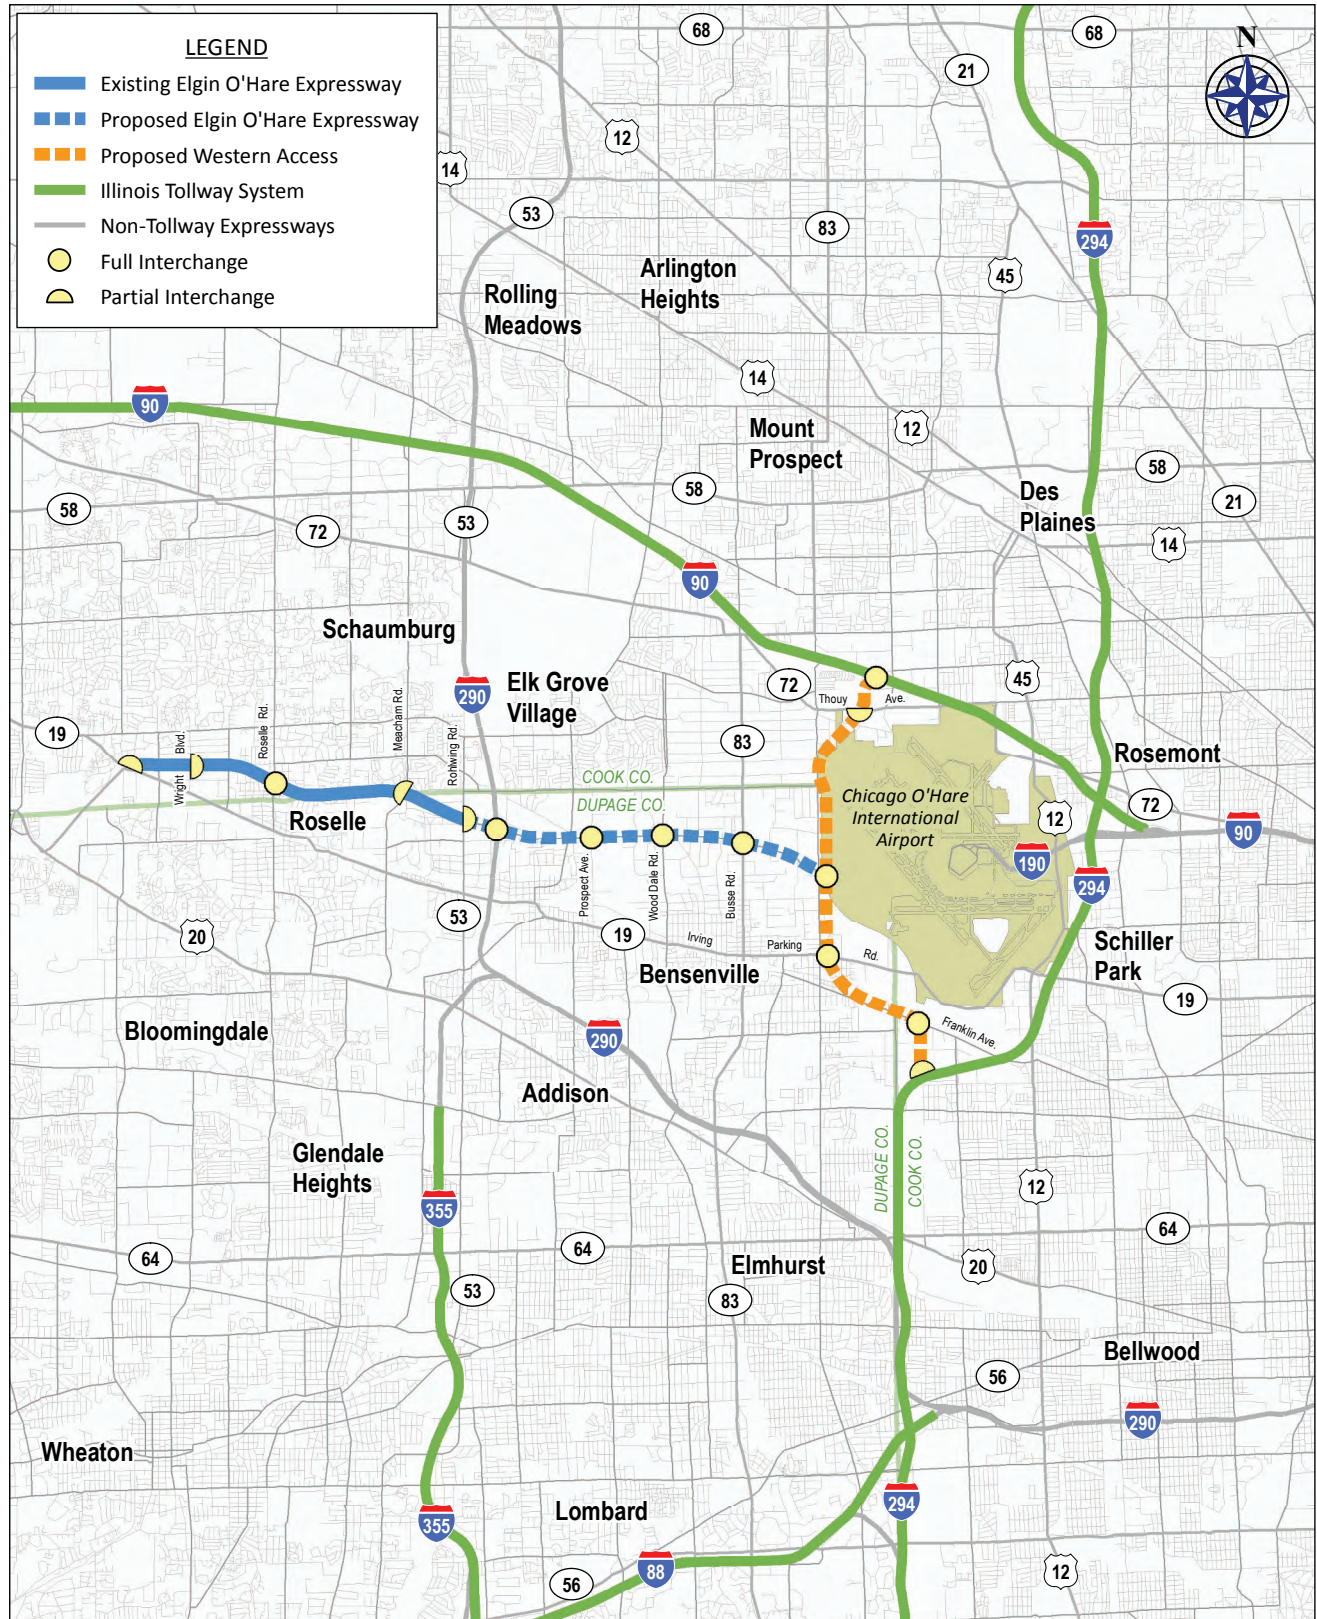 LEGEND
Existing Elgin O'Hare Expressway
Proposed Elgin O'Hare Expressway
Proposed Western Access
Illinois Tollway System
Non-Tollway Expressways
Full Interchange
Partial Interchange
N
68
68
21
12
14
53
83
294
45
Arlington
Heights
Rolling
Meadows
14
90
12
Mount
Prospect
58
58
Des
Plaines
21
58
53
72
14
90
Schaumburg
Elk Grove
Village
290
72
45
Thouy
Ave.
19
Wright
Blvd.
Roselle Rd.
Meacham Rd.
Rohlwing Rd.
83
Rosemont
COOK CO.
DUPAGE CO.
Chicago O'Hare
International
Airport
72
12
90
190
Roselle
294
Prospect Ave.
Wood Dale Rd.
Busse Rd.
53
20
19
Irving
Parking
Rd.
Bensenville
Schiller
Park
19
Bloomingdale
290
Franklin Ave.
Addison
DUPAGE CO.
COOK CO.
Glendale
Heights
12
355
64
64
64
Elmhurst
20
53
83
Bellwood
56
290
Wheaton
294
Lombard
355
88
56
12